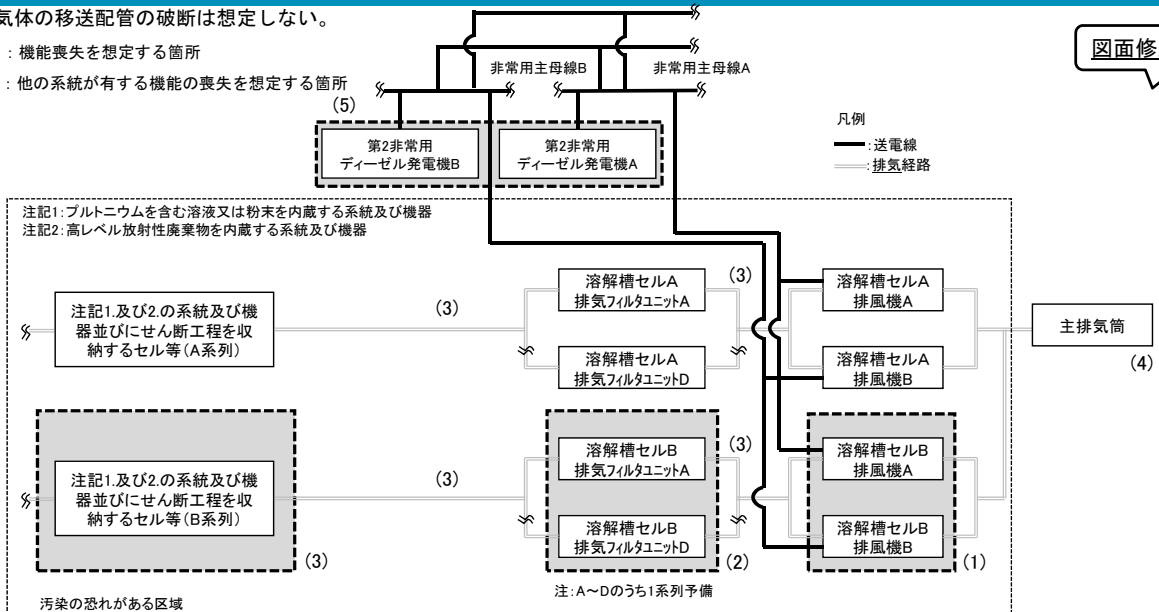 気体の移送配管の破断は想定しない。
：機能喪失を想定する箇所
：他の系統が有する機能の喪失を想定する箇所
図面修
非常用主母線B
非常用主母線A
(5)
第2非常用
ディーゼル発電機B
第2非常用
ディーゼル発電機A
凡例
：送電線
：排気経路
注記1：プルトニウムを含む溶液又は粉末を内蔵する系統及び機器
注記2：高レベル放射性廃棄物を内蔵する系統及び機器
注記1.及び2.の系統及び機
器並びにせん断工程を収
納するセル等(A系列)
(3)
溶解槽セルA
排気フィルタユニットA
(3)
溶解槽セルA
排風機A
溶解槽セルA
排気フィルタユニットD
溶解槽セルA
排風機B
主排気筒
(4)
注記1.及び2.の系統及び機
器並びにせん断工程を収
納するセル等(B系列)
(3)
(3)
溶解槽セルB
排気フィルタユニットA
(3)
溶解槽セルB
排風機A
溶解槽セルB
排気フィルタユニットD
(2)
溶解槽セルB
排風機B
(1)
注：A～Dのうち1系列予備
汚染の恐れがある区域